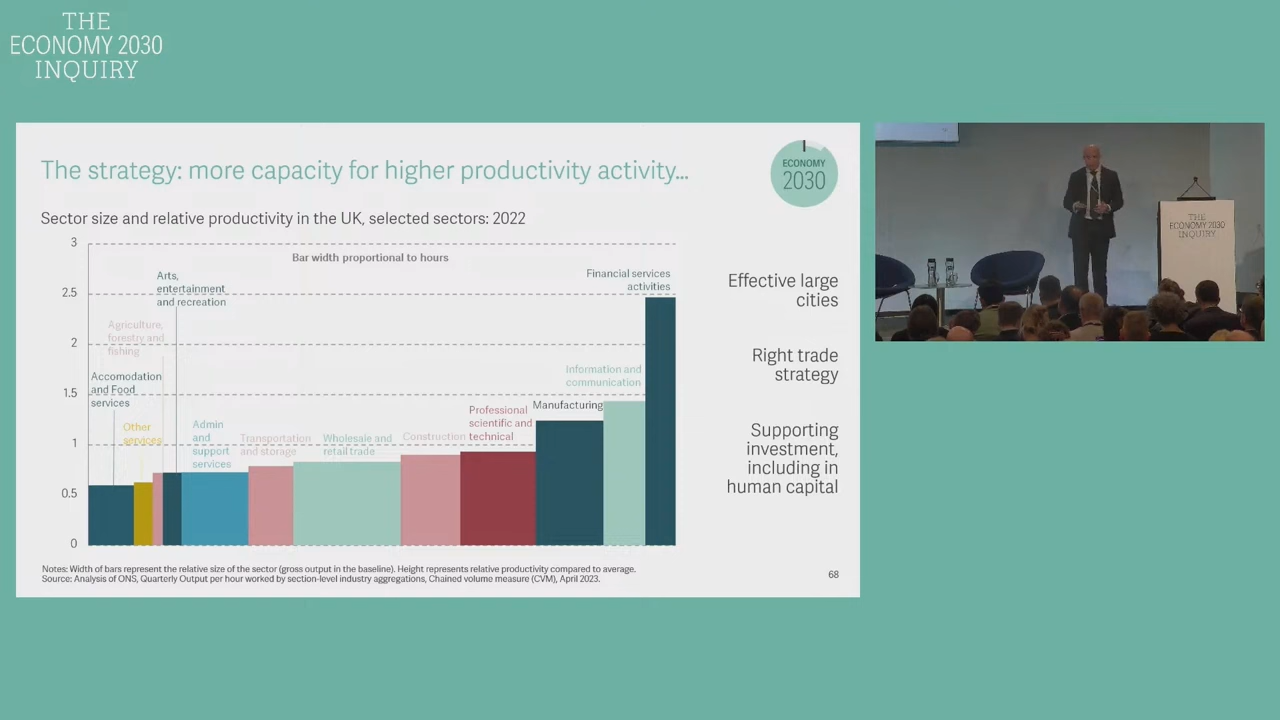 THE
ECONOMY 2030
INQUIRY
The strategy: more capacity for higher productivity activity...
ECONOMY
2030
Sector size and relative productivity in the UK, selected sectors: 2022
3
2.5
2
1.5
1
0.5
0
Bar width proportional to hours
Accomodation
and Food
services
Other
services
Agriculture,
forestry and
fishing
Arts,
entertainment
and recreation
Admin
and
support
services
Transportation
and storage
Wholesale and
retail trade
Construction
Professional
scientific and
technical
Manufacturing
Information and
communication
Financial services
activities
Effective large
cities
Right trade
strategy
Supporting
investment,
including in
human capital
Notes: Width of bars represent the relative size of the sector (gross output in the baseline). Height represents relative productivity compared to average.
Source: Analysis of ONS, Quarterly Output per hour worked by section-level industry aggregations, Chained volume measure (CVM), April 2023.
68
THE
ECONOMY 2030
INQUIRY